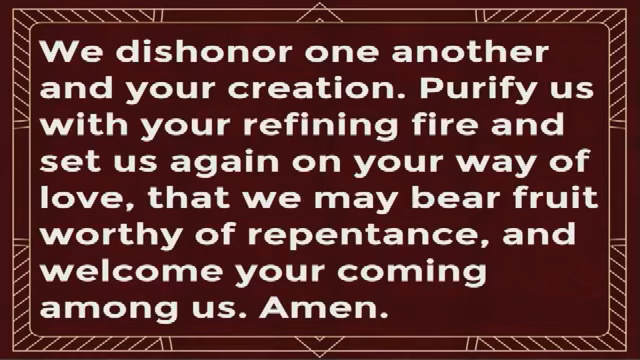 We dishonor one another
and your creation. Purify us
with your refining fire and
set us again on your way of
love, that we may bear fruit
worthy of repentance, and
welcome your coming
among us. Amen.